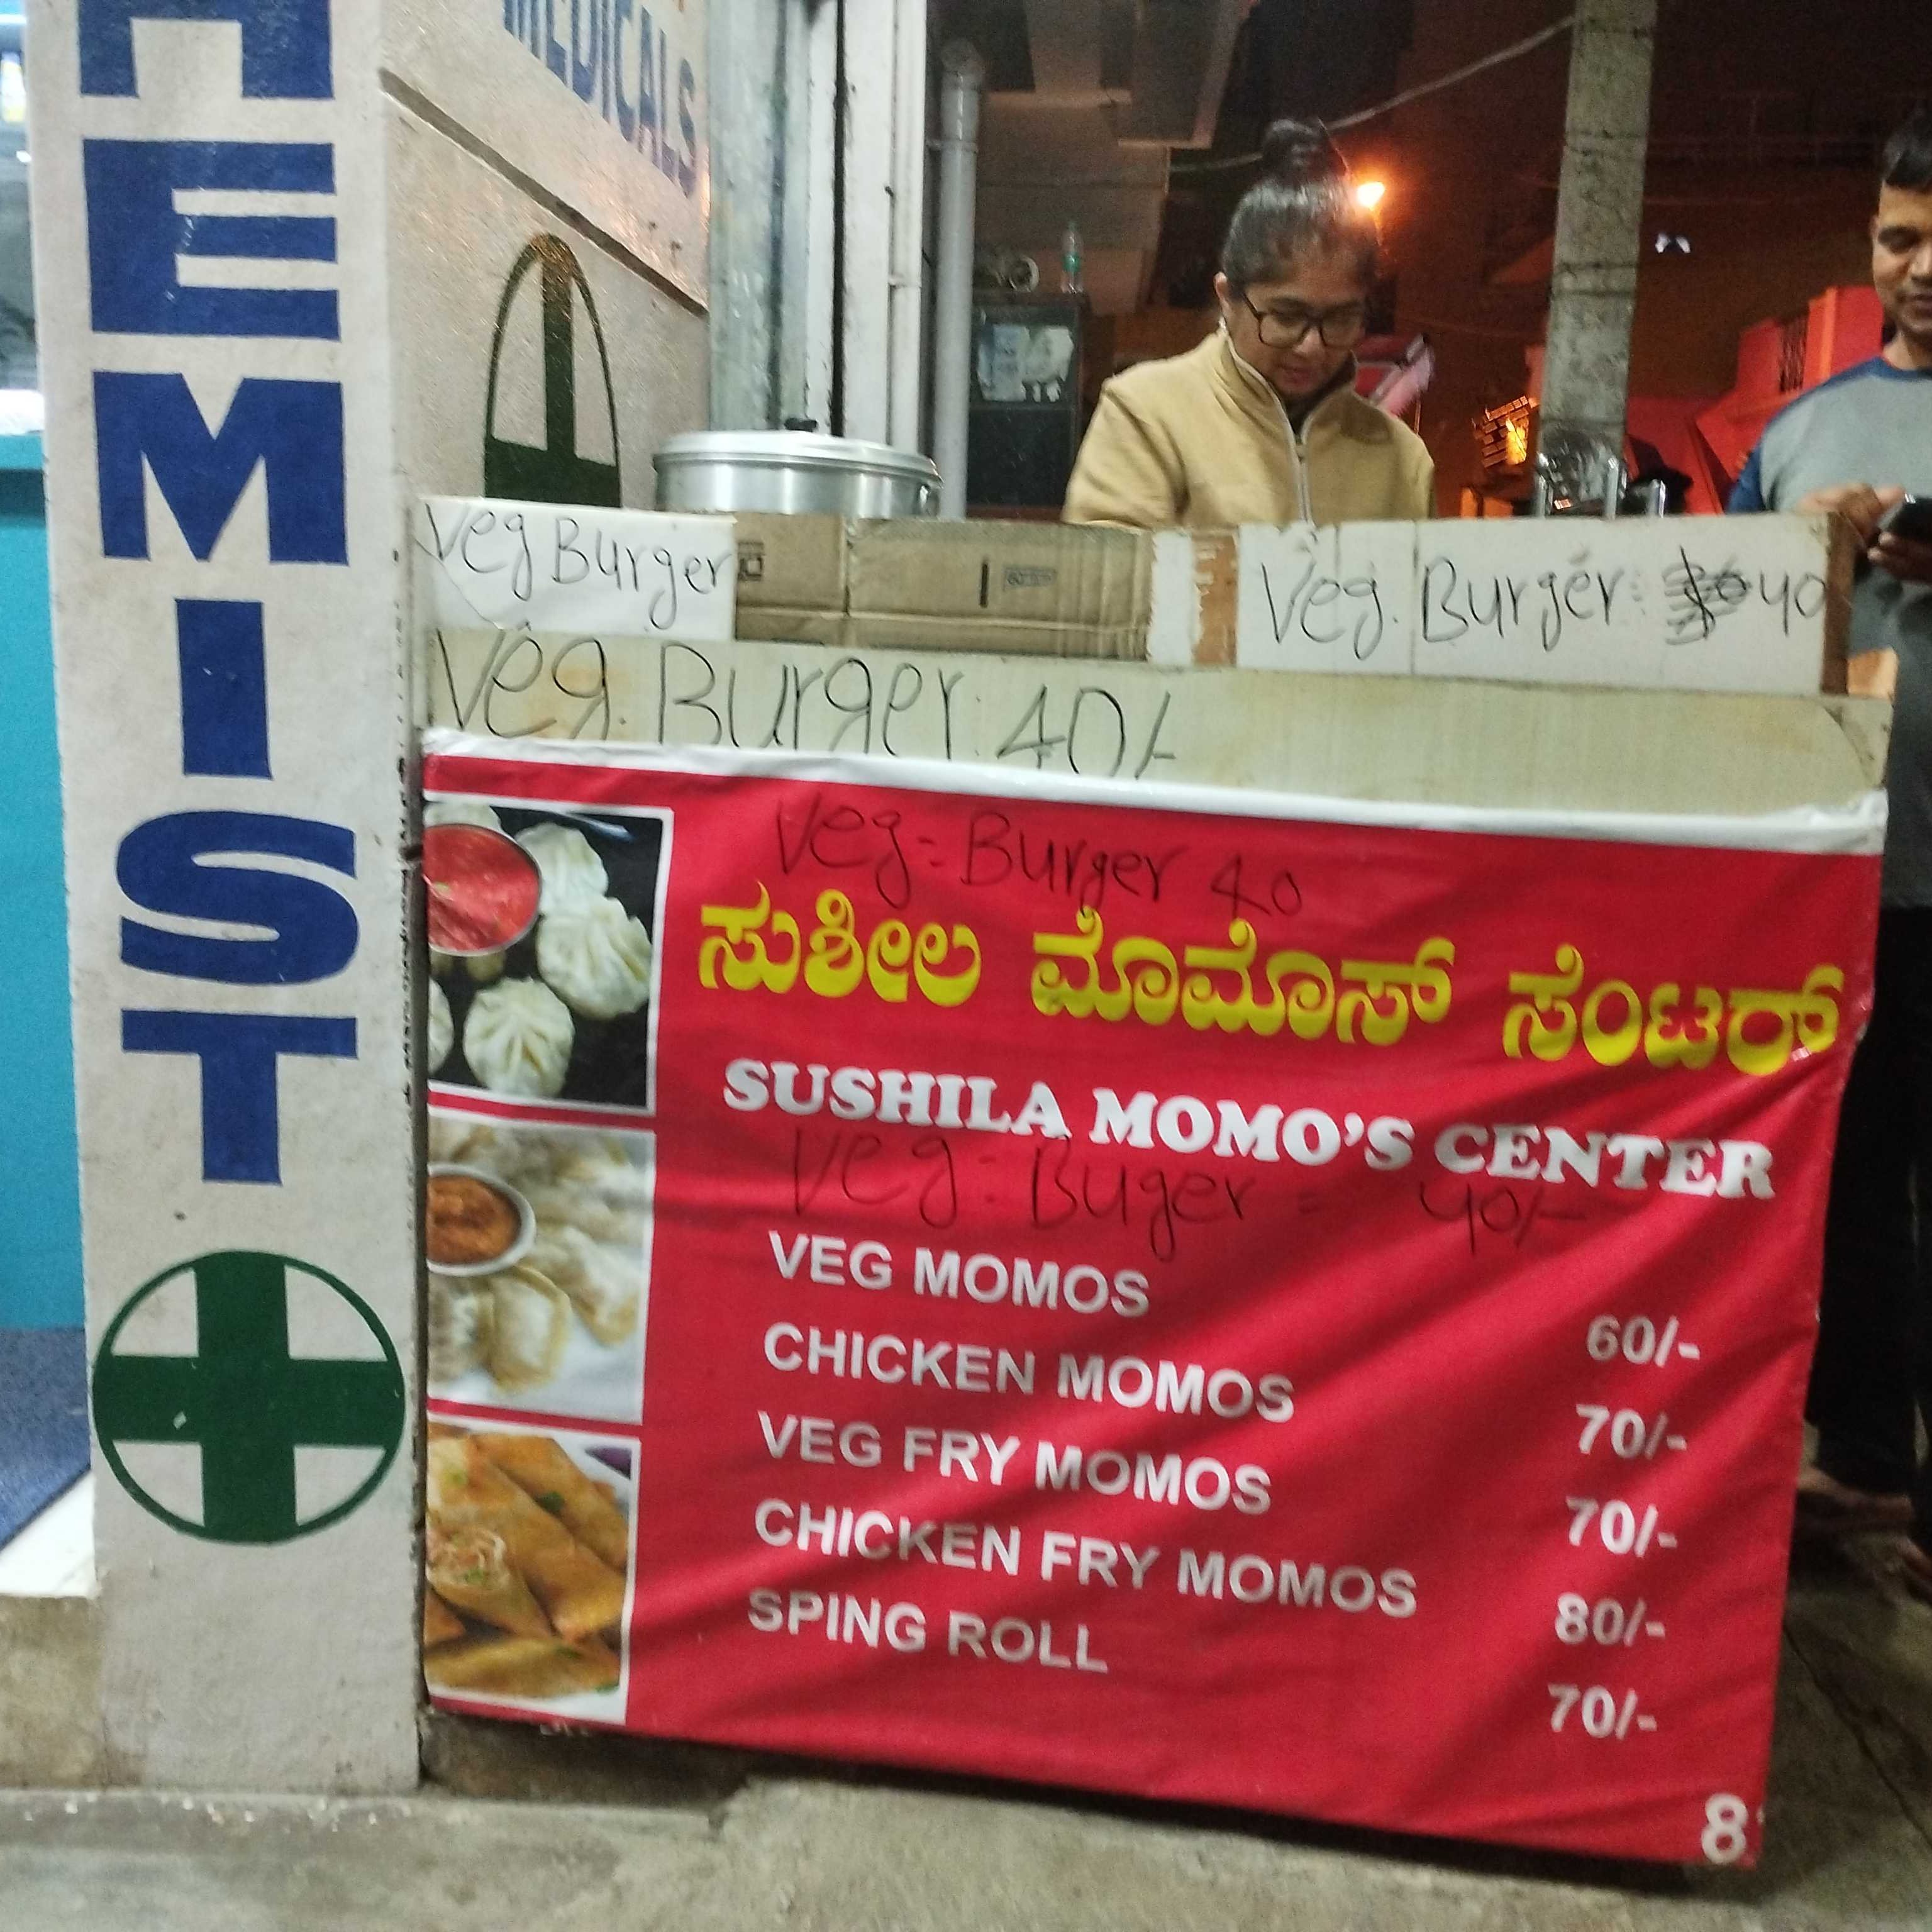 HEMIST
MEDICALS
Veg Burger
Veg. Burger: 40
Veg. Burger: 40/-
Veg:- Burger 40
ಸುಶೀಲ ಮೊಮೋಸ್ ಸೆಂಟರ್
SUSHILA MOMO'S CENTER
Veg: Buger = 40/-
VEG MOMOS 60/-
CHICKEN MOMOS 70/-
VEG FRY MOMOS 70/-
CHICKEN FRY MOMOS 80/-
SPING ROLL 70/-
8